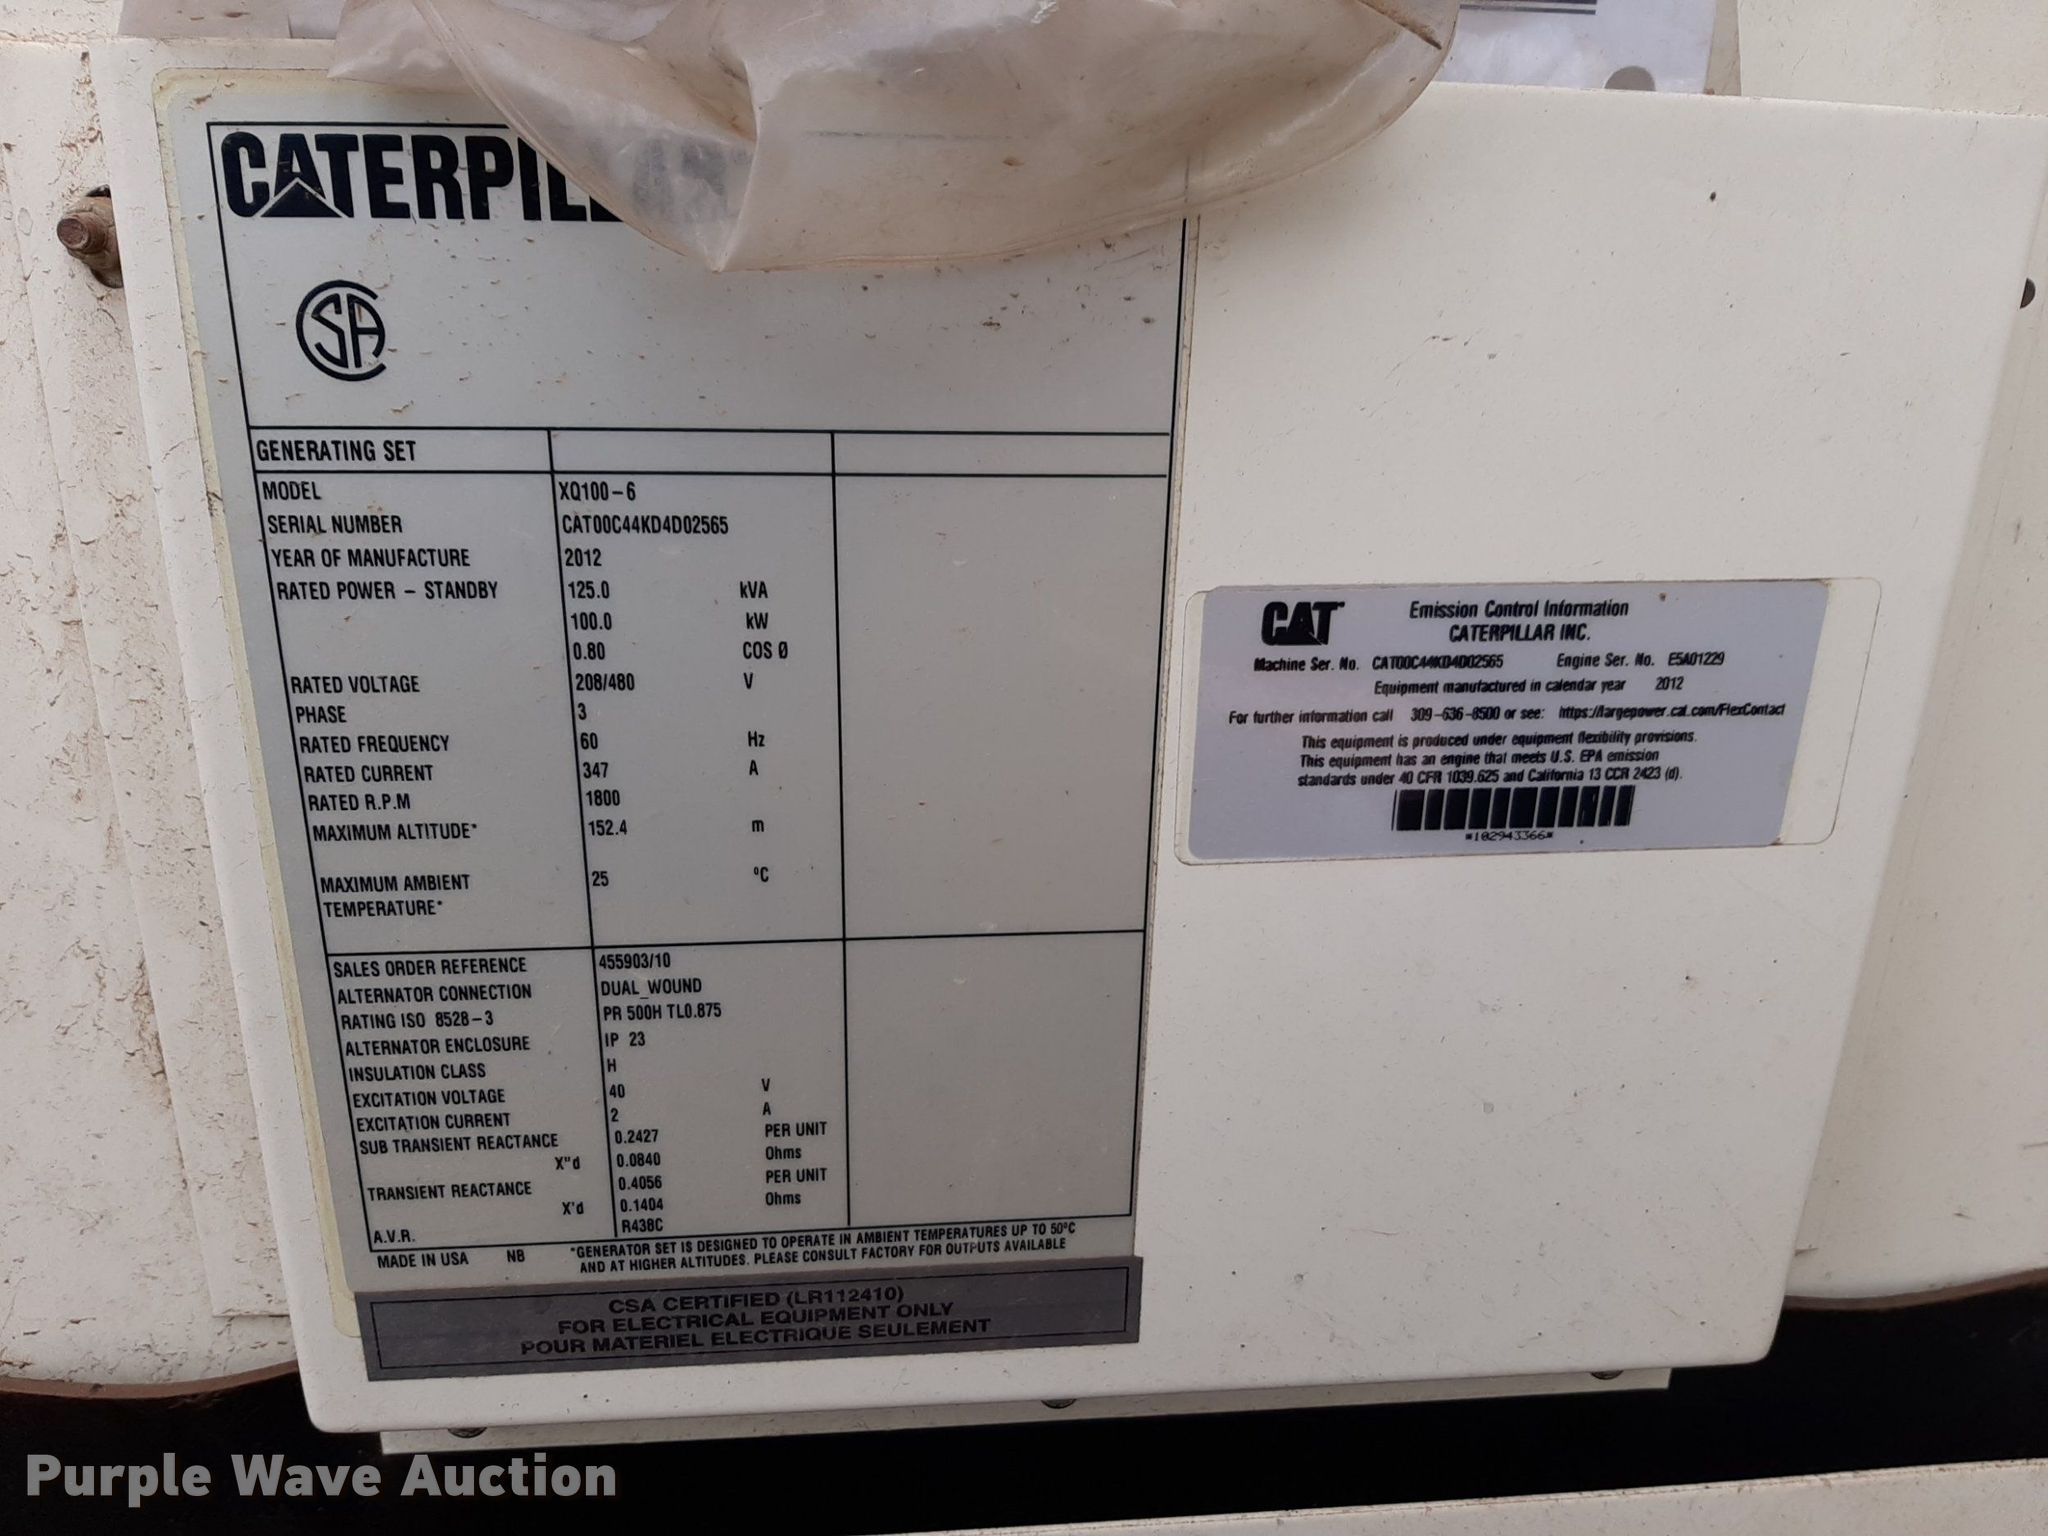 CATERPILL
SA
GENERATING SET
MODEL XQ100-6
SERIAL NUMBER CAT00C44KD4D02565
YEAR OF MANUFACTURE 2012
RATED POWER - STANDBY 125.0 kVA
100.0 kW
0.80 COS Ø
RATED VOLTAGE 208/480 V
PHASE 3
RATED FREQUENCY 60 Hz
RATED CURRENT 347 A
RATED R.P.M 1800
MAXIMUM ALTITUDE* 152.4 m
MAXIMUM AMBIENT 25 °C
TEMPERATURE*
SALES ORDER REFERENCE 455903/10
ALTERNATOR CONNECTION DUAL_WOUND
RATING ISO 8528-3 PR 500H TL0.875
ALTERNATOR ENCLOSURE IP 23
INSULATION CLASS H
EXCITATION VOLTAGE 40 V
EXCITATION CURRENT 2 A
SUB TRANSIENT REACTANCE 0.2427 PER UNIT
X"d 0.0840 Ohms
TRANSIENT REACTANCE 0.4056 PER UNIT
X'd 0.1404 Ohms
A.V.R. R438C
MADE IN USA NB *GENERATOR SET IS DESIGNED TO OPERATE IN AMBIENT TEMPERATURES UP TO 50°C
AND AT HIGHER ALTITUDES. PLEASE CONSULT FACTORY FOR OUTPUTS AVAILABLE
CSA CERTIFIED (LR112410)
FOR ELECTRICAL EQUIPMENT ONLY
POUR MATERIEL ELECTRIQUE SEULEMENT
CAT Emission Control Information
CATERPILLAR INC.
Machine Ser. No. CAT00C44KD4D02565 Engine Ser. No. E5A01229
Equipment manufactured in calendar year 2012
For further information call 309-636-8500 or see: https://largepower.cat.com/FlexContact
This equipment is produced under equipment flexibility provisions.
This equipment has an engine that meets U.S. EPA emission
standards under 40 CFR 1039.625 and California 13 CCR 2423 (d).
*102943366*
Purple Wave Auction